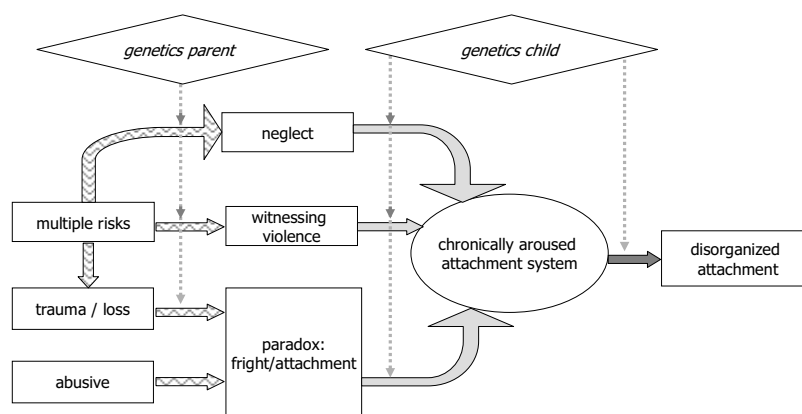 genetics parent
genetics child
neglect
multiple risks
witnessing
violence
chronically aroused
attachment system
disorganized
attachment
trauma / loss
paradox:
fright/attachment
abusive